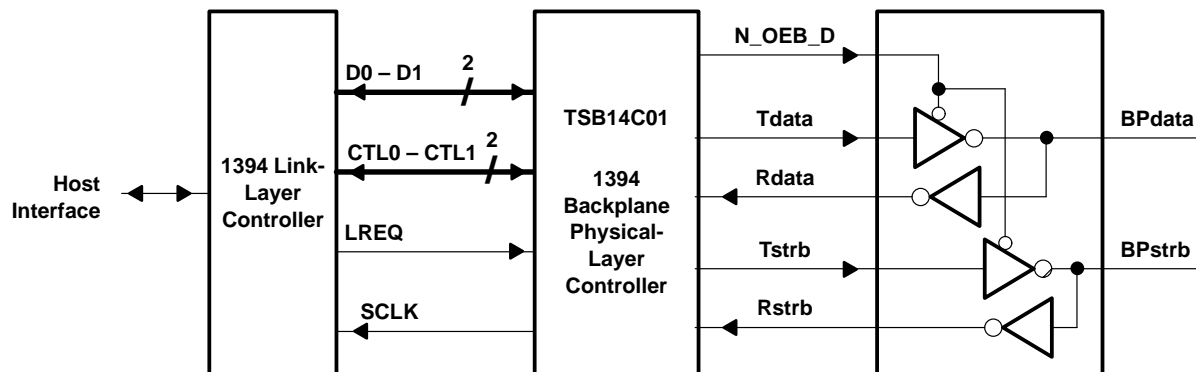 Host
Interface
1394 Link-
Layer
Controller
D0 – D1
2
CTL0 – CTL1
2
LREQ
SCLK
TSB14C01
1394
Backplane
Physical-
Layer
Controller
N_OEB_D
Tdata
Rdata
Tstrb
Rstrb
BPdata
BPstrb